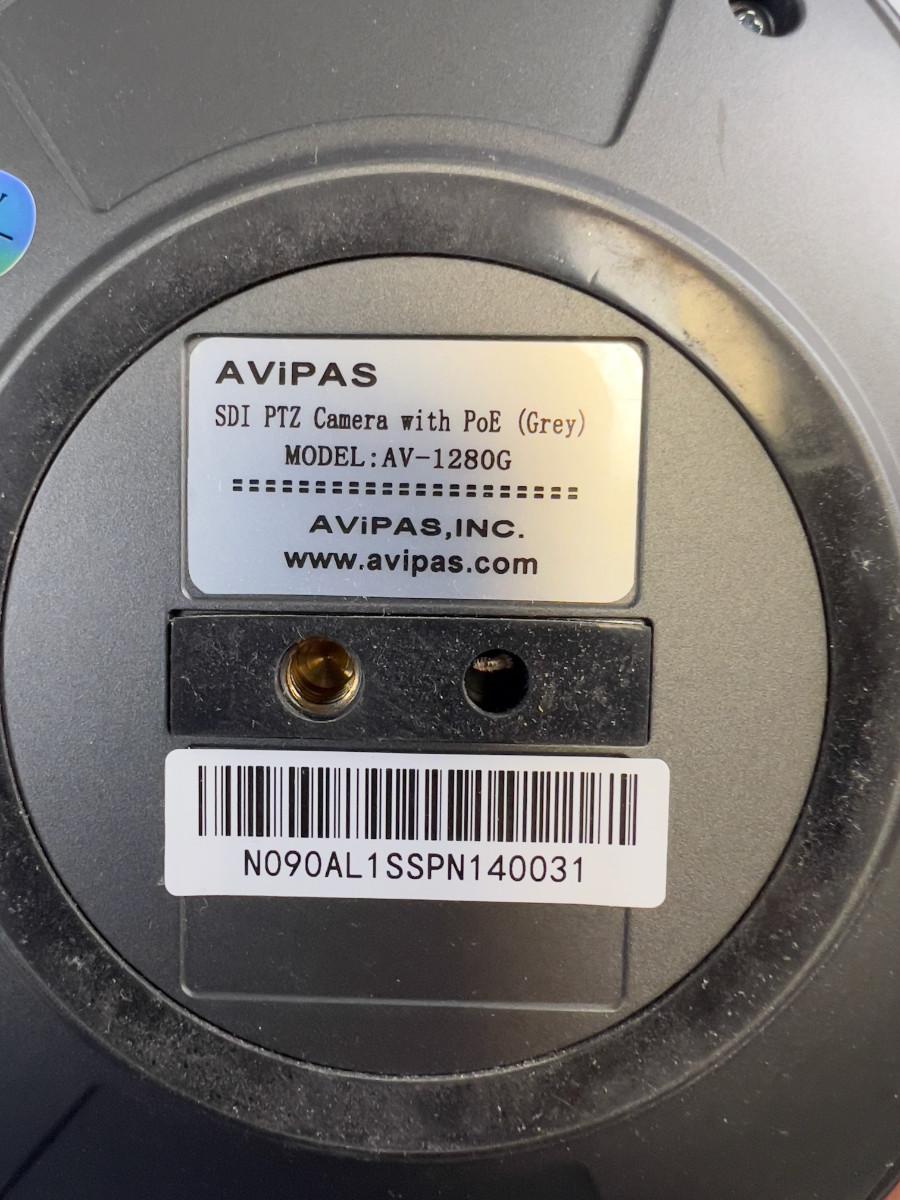 AViPAS
SDI PTZ Camera with PoE (Grey)
MODEL:AV-1280G
AViPAS,INC.
www.avipas.com
N090AL1SSPN140031